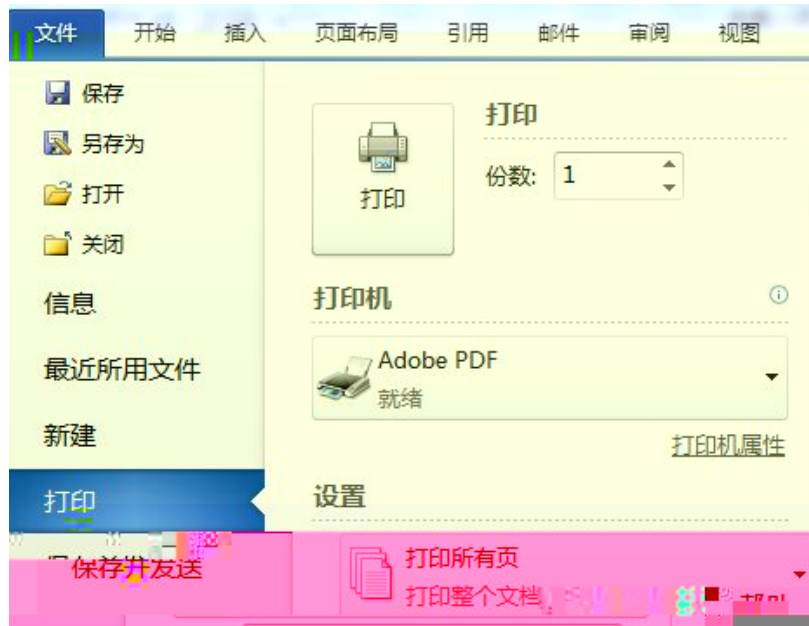 文件 开始 插入 页面布局 引用 邮件 审阅 视图
保存
另存为
打开
关闭
信息
最近所用文件
新建
打印
保存并发送
打印
打印
份数: 1
打印机
Adobe PDF
就绪
打印机属性
设置
打印所有页
打印整个文档